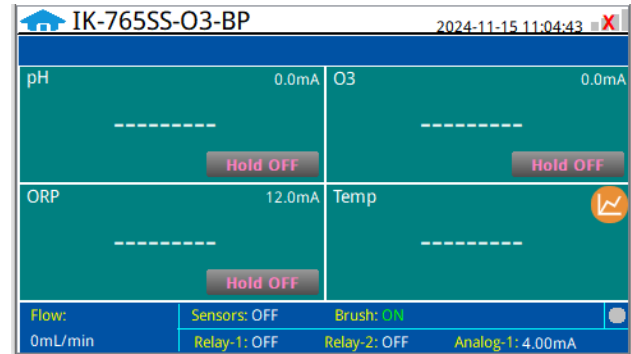 IK-765SS-O3-BP
2024-11-15 11:04:43
pH 0.0mA
---------
Hold OFF
O3 0.0mA
---------
Hold OFF
ORP 12.0mA
---------
Hold OFF
Temp
---------
Flow: Sensors: OFF Brush: ON
0mL/min Relay-1: OFF Relay-2: OFF Analog-1: 4.00mA